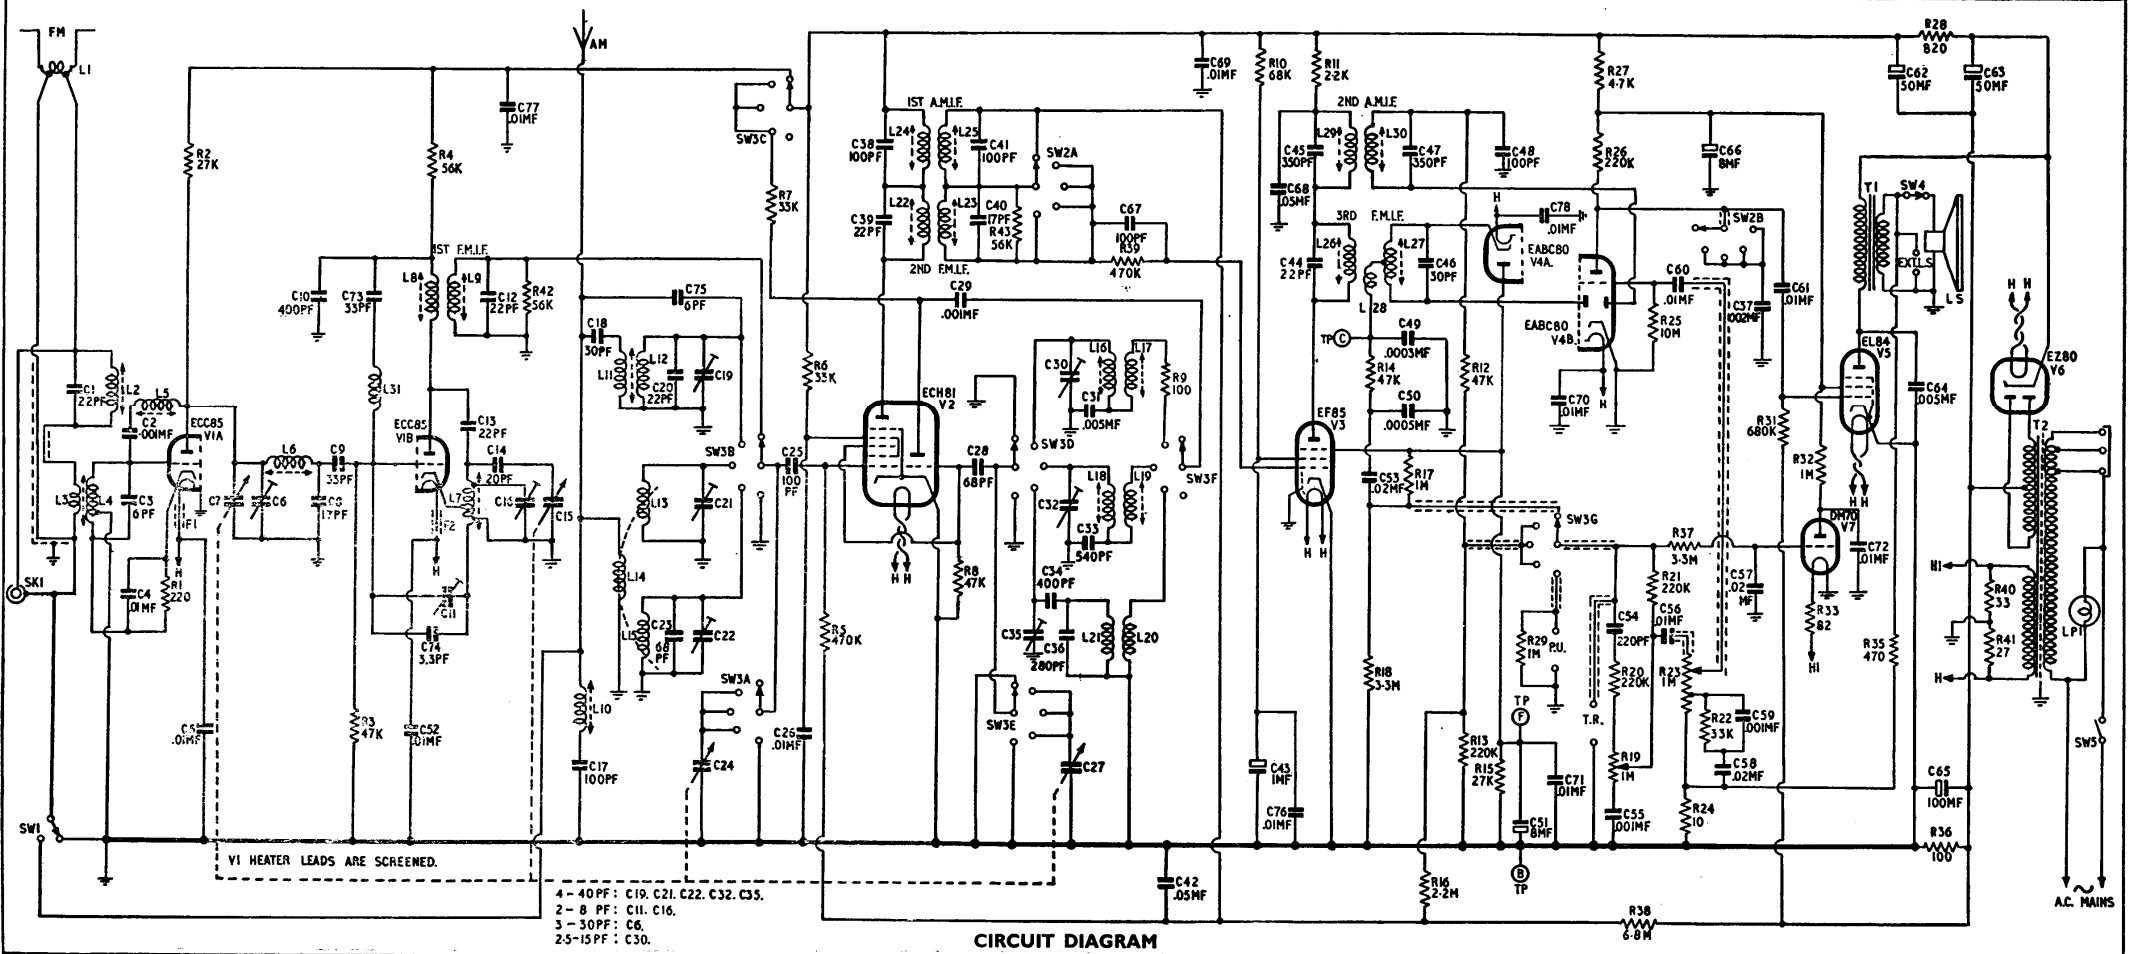 FM
L1
AM
R28
820
C62
50MF
C63
50MF
C69
.01MF
R10
68K
R11
2.2K
R27
4.7K
C77
.01MF
SW3C
R2
27K
R4
56K
R7
33K
1ST A.M.I.F.
L24
L25
C38
100PF
C41
100PF
SW2A
2ND A.M.I.F.
L29
L30
C45
350PF
C47
350PF
C48
100PF
R26
220K
C66
8MF
C68
.05MF
L22
L23
C39
22PF
C40
17PF
R43
56K
C67
100PF
R39
470K
2ND F.M.I.F.
3RD F.M.I.F.
L26
L27
C44
22PF
C46
30PF
L28
H
C78
.01MF
EABC80
V4A.
SW2B
T1
SW4
EXT.L.S
LS
1ST F.M.I.F.
L8
L9
C10
400PF
C73
33PF
C12
22PF
R42
56K
C75
6PF
C29
.001MF
C60
.01MF
C61
.01MF
C37
.002MF
R25
10M
EABC80
V4B.
H H
C18
30PF
L11
L12
C20
22PF
C19
R6
33K
C30
L16
L17
C31
.005MF
R9
100
TP C
C49
.0003MF
R14
47K
R12
47K
C50
.0005MF
C70
.01MF
H
EL84
V5
EZ80
V6
C64
.005MF
C1
22PF
L2
L5
C2
.001MF
ECC85
V1A
L31
ECC85
V1B
C13
22PF
ECH81
V2
EF85
V3
R31
680K
H H
T2
L6
C9
33PF
C14
20PF
SW3B
C25
100
PF
C28
68PF
SW3D
SW3F
L3
L4
C3
6PF
C7
C6
C8
12PF
L7
C16
C15
L13
C21
C32
L18
L19
C33
540PF
C53
.02MF
R17
1M
R32
1M
SW3G
DM70
V7
C72
.01MF
F1
F2
H
H
H H
H H
SK1
C4
.01MF
R1
220
C11
C74
3.3PF
L14
L15
C23
68
PF
C22
R8
47K
C34
400PF
C35
C36
280PF
L21
L20
R37
3.3M
R21
220K
C57
.02
MF
C54
220PF
C56
.01MF
R33
82
H1
H1
R40
33
R41
27
H
LP1
R5
470K
R29
1M
P.U.
R20
220K
R23
1M
R35
470
SW3A
L10
SW3E
R18
3.3M
TP
F
T.R.
R22
33K
C59
.001MF
C5
.01MF
R3
47K
C52
.01MF
C17
100PF
C24
C26
.01MF
C27
C43
1MF
C76
.01MF
R13
220K
R15
27K
C71
.01MF
R19
1M
C58
.02MF
SW5
C65
100MF
SW1
V1 HEATER LEADS ARE SCREENED.
C51
8MF
C55
.001MF
R24
10
R36
100
B
TP
C42
.05MF
R16
2.2M
R38
6.8M
A.C. MAINS
4-40PF: C19. C21. C22. C32. C35.
2-8 PF: C11. C16.
3-30PF: C6.
2.5-15PF: C30.
CIRCUIT DIAGRAM